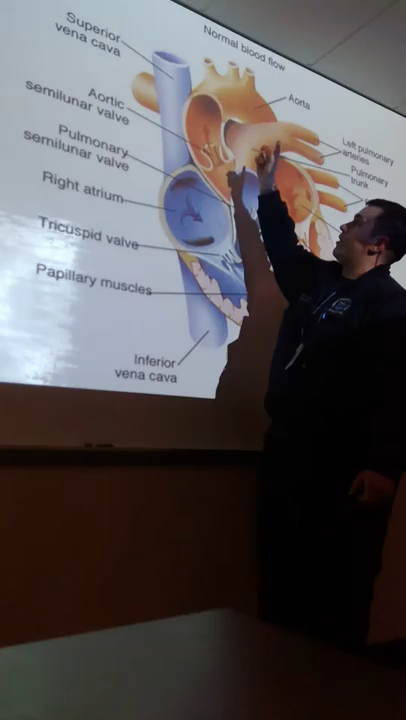 Normal blood flow
Superior
vena cava
Aortic
semilunar valve
Pulmonary
semilunar valve
Right atrium
Tricuspid valve
Papillary muscles
Inferior
vena cava
Aorta
Left pulmonary
arteries
Pulmonary
trunk